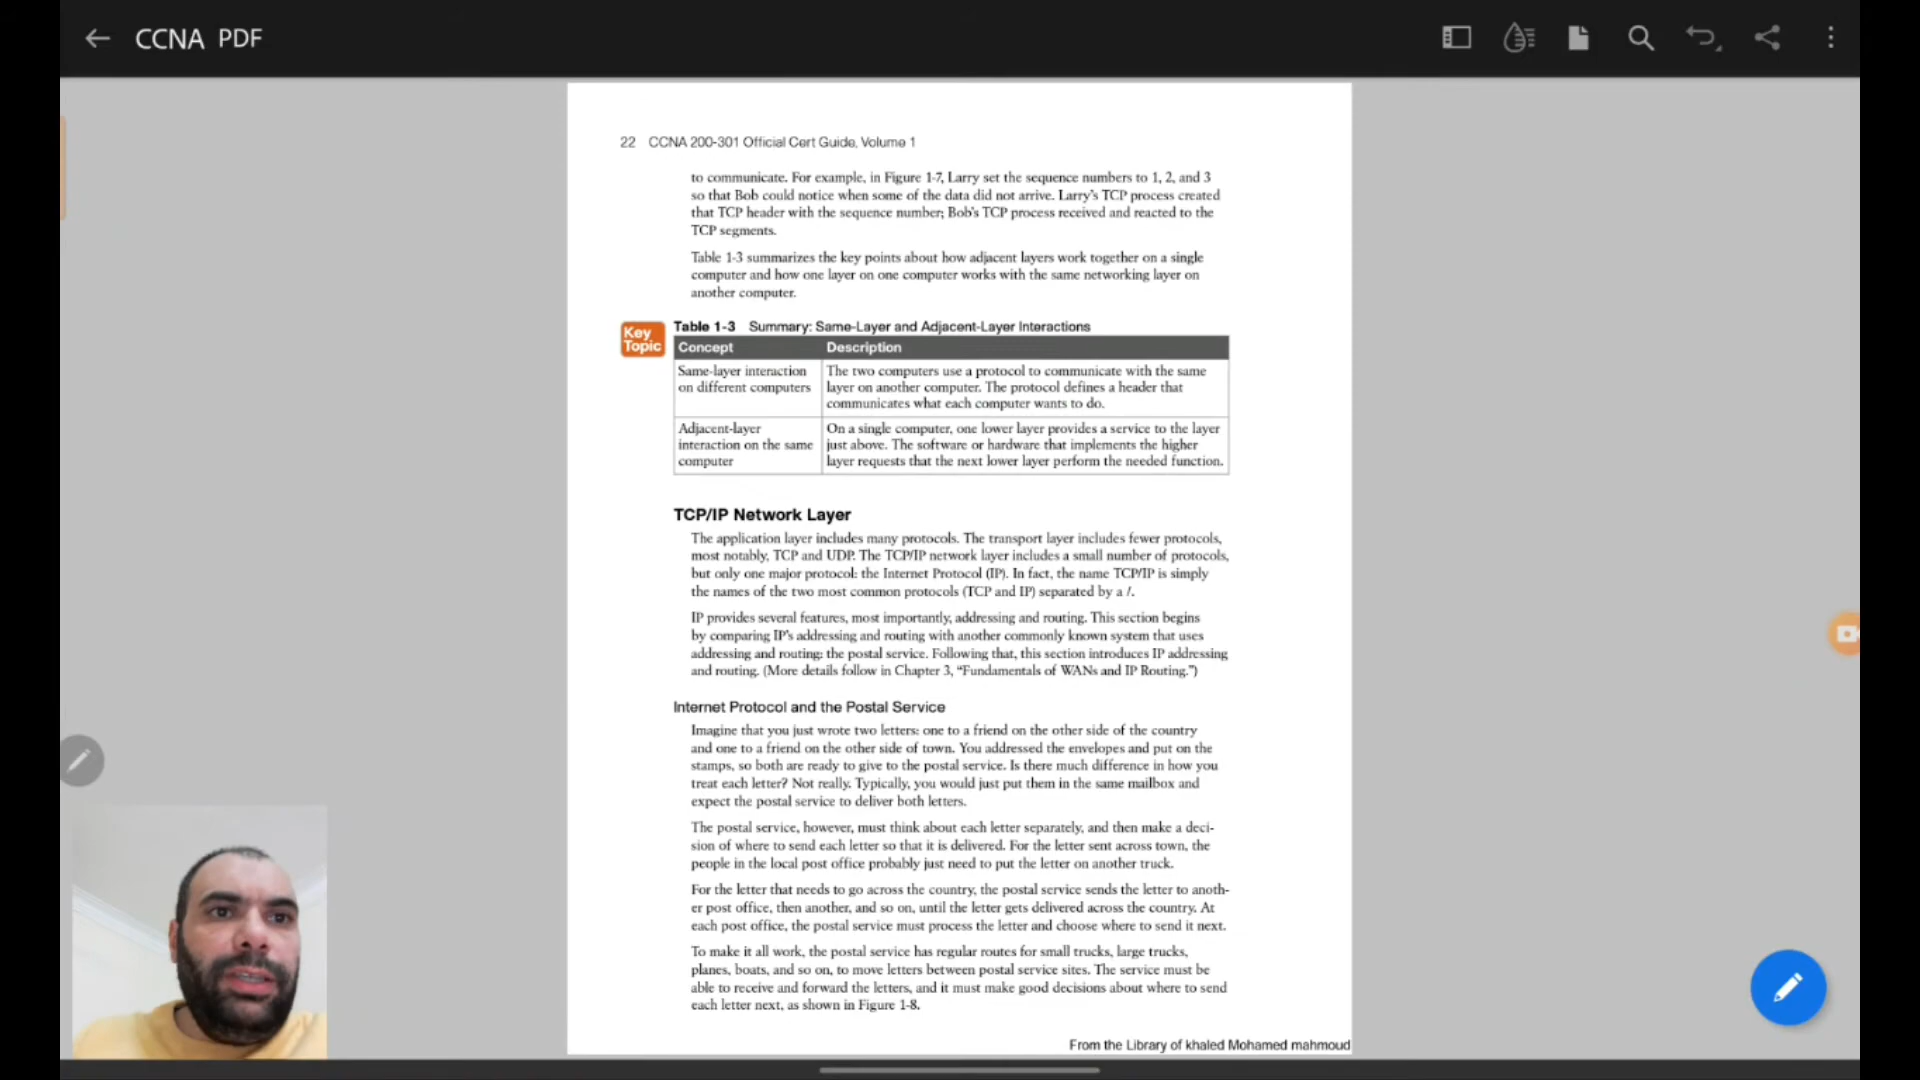 CCNA PDF
22 CCNA 200-301 Official Cert Guide, Volume 1
to communicate. For example, in Figure 1-7, Larry set the sequence numbers to 1, 2, and 3
so that Bob could notice when some of the data did not arrive. Larry's TCP process created
that TCP header with the sequence number; Bob's TCP process received and reacted to the
TCP segments.
Table 1-3 summarizes the key points about how adjacent layers work together on a single
computer and how one layer on one computer works with the same networking layer on
another computer.
Key
Topic
Table 1-3 Summary: Same-Layer and Adjacent-Layer Interactions
Concept Description
Same-layer interaction The two computers use a protocol to communicate with the same
on different computers layer on another computer. The protocol defines a header that
communicates what each computer wants to do.
Adjacent-layer On a single computer, one lower layer provides a service to the layer
interaction on the same just above. The software or hardware that implements the higher
computer layer requests that the next lower layer perform the needed function.
TCP/IP Network Layer
The application layer includes many protocols. The transport layer includes fewer protocols,
most notably, TCP and UDP. The TCP/IP network layer includes a small number of protocols,
but only one major protocol: the Internet Protocol (IP). In fact, the name TCP/IP is simply
the names of the two most common protocols (TCP and IP) separated by a /.
IP provides several features, most importantly, addressing and routing. This section begins
by comparing IP's addressing and routing with another commonly known system that uses
addressing and routing: the postal service. Following that, this section introduces IP addressing
and routing. (More details follow in Chapter 3, “Fundamentals of WANs and IP Routing.”)
Internet Protocol and the Postal Service
Imagine that you just wrote two letters: one to a friend on the other side of the country
and one to a friend on the other side of town. You addressed the envelopes and put on the
stamps, so both are ready to give to the postal service. Is there much difference in how you
treat each letter? Not really. Typically, you would just put them in the same mailbox and
expect the postal service to deliver both letters.
The postal service, however, must think about each letter separately, and then make a deci-
sion of where to send each letter so that it is delivered. For the letter sent across town, the
people in the local post office probably just need to put the letter on another truck.
For the letter that needs to go across the country, the postal service sends the letter to anoth-
er post office, then another, and so on, until the letter gets delivered across the country. At
each post office, the postal service must process the letter and choose where to send it next.
To make it all work, the postal service has regular routes for small trucks, large trucks,
planes, boats, and so on, to move letters between postal service sites. The service must be
able to receive and forward the letters, and it must make good decisions about where to send
each letter next, as shown in Figure 1-8.
From the Library of khaled Mohamed mahmoud